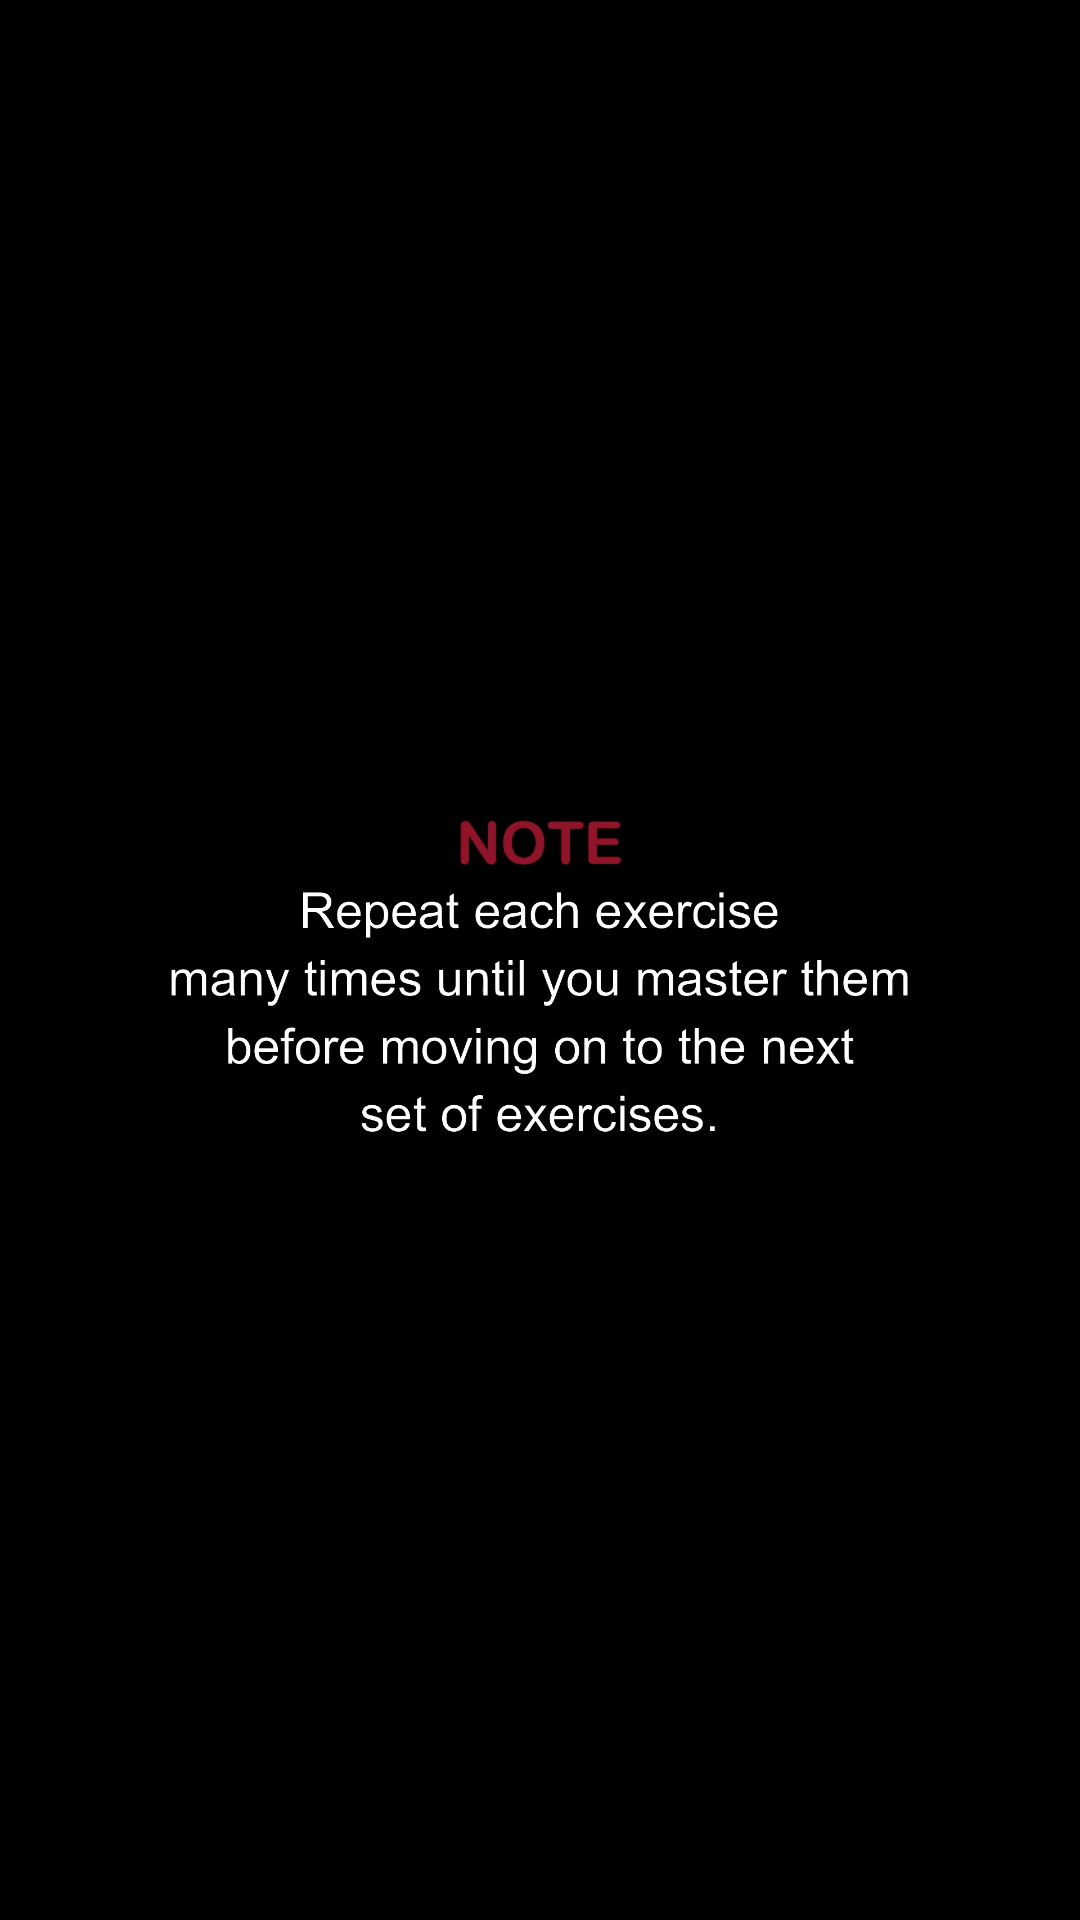 NOTE
Repeat each exercise
many times until you master them
before moving on to the next
set of exercises.